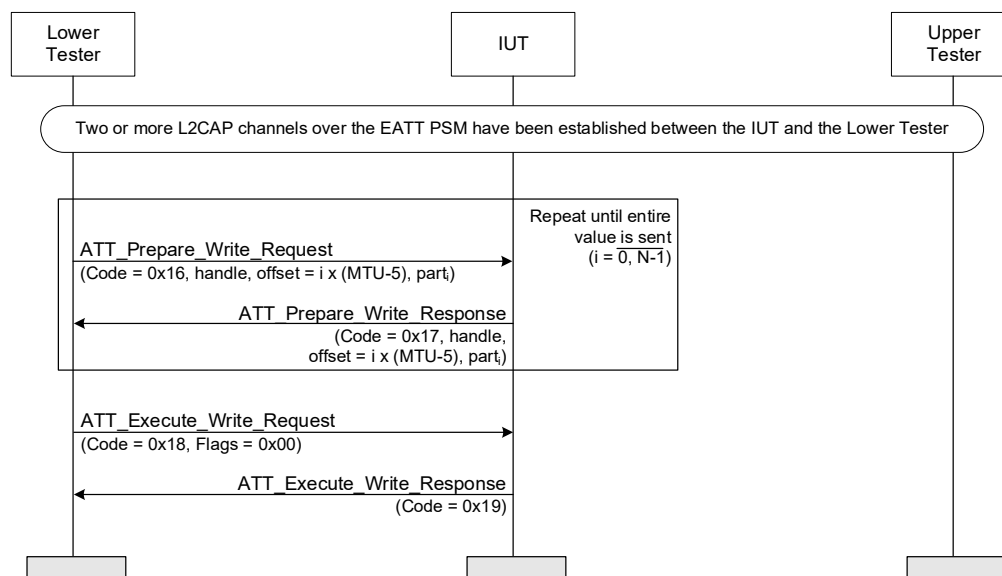 Lower
Tester
IUT
Upper
Tester
Two or more L2CAP channels over the EATT PSM have been established between the IUT and the Lower Tester
Repeat until entire
value is sent
(i = 0, N-1)
ATT_Prepare_Write_Request
(Code = 0x16, handle, offset = i x (MTU-5), partᵢ)
ATT_Prepare_Write_Response
(Code = 0x17, handle,
offset = i x (MTU-5), partᵢ)
ATT_Execute_Write_Request
(Code = 0x18, Flags = 0x00)
ATT_Execute_Write_Response
(Code = 0x19)